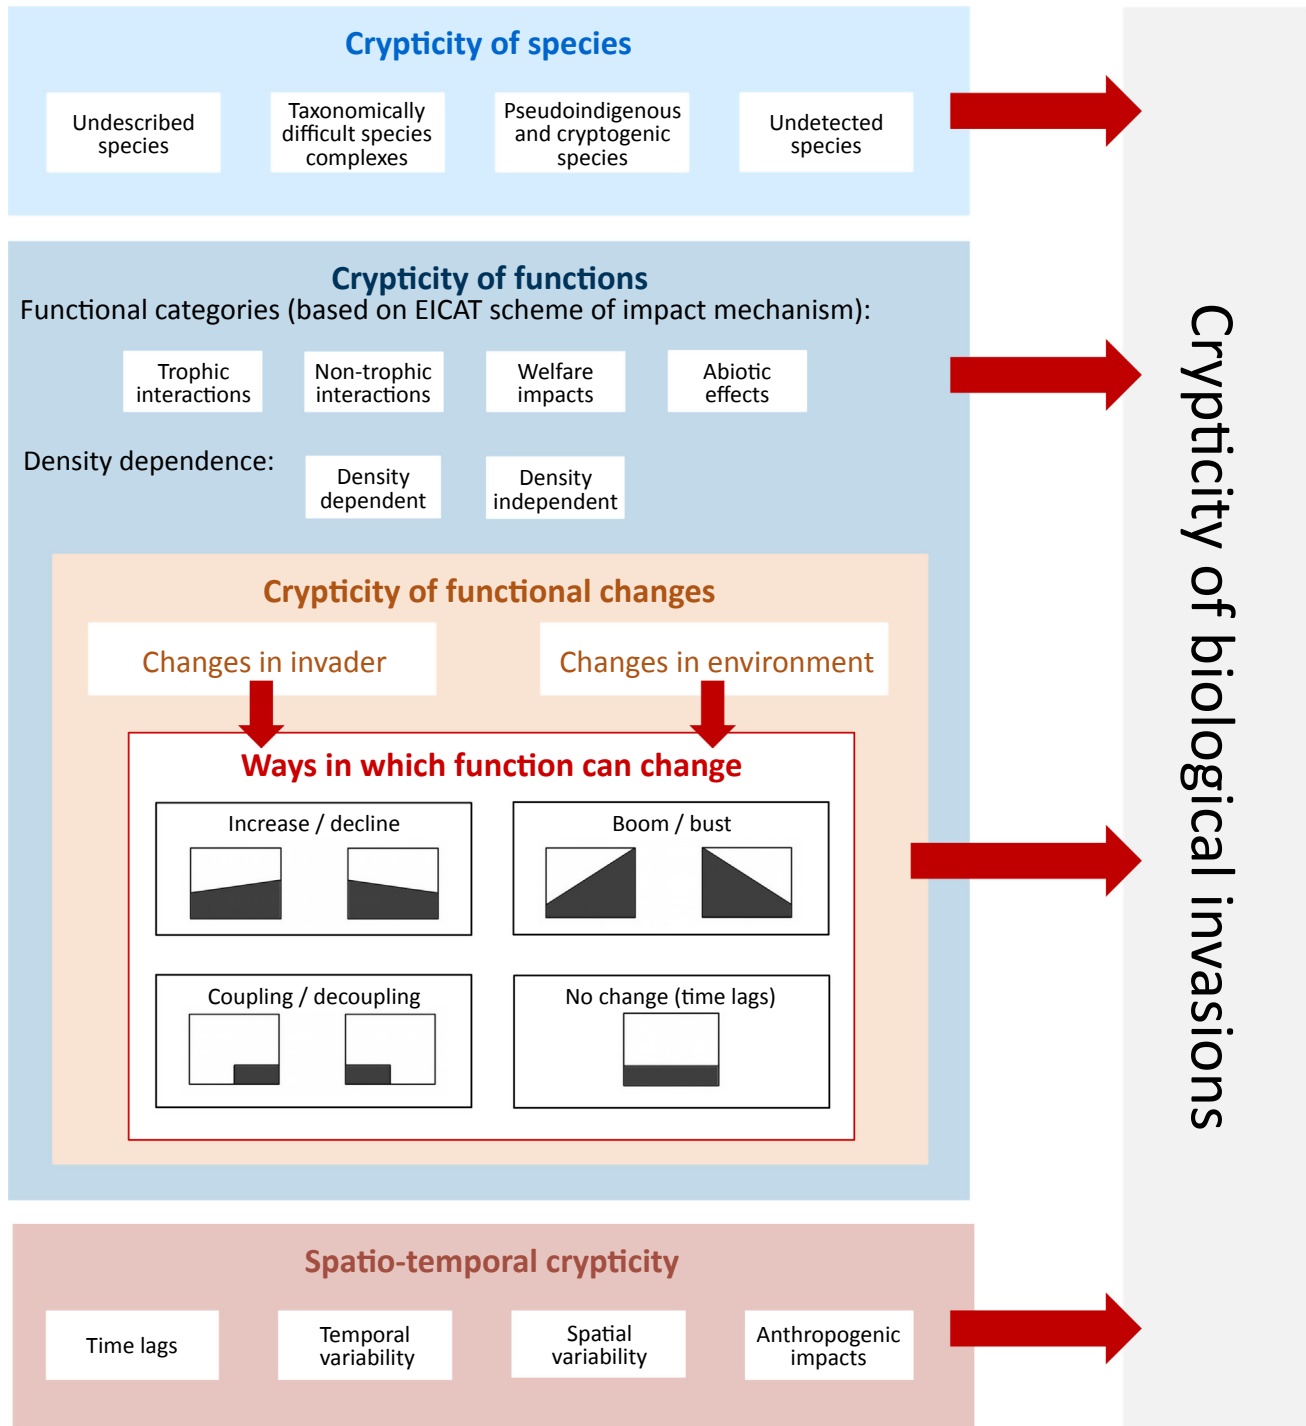 Crypticity of species
Undescribed
species
Taxonomically
difficult species
complexes
Pseudoindigenous
and cryptogenic
species
Undetected
species
Crypticity of functions
Functional categories (based on EICAT scheme of impact mechanism):
Trophic
interactions
Non-trophic
interactions
Welfare
impacts
Abiotic
effects
Density dependence:
Density
dependent
Density
independent
Crypticity of functional changes
Changes in invader
Changes in environment
Ways in which function can change
Increase / decline
Boom / bust
Coupling / decoupling
No change (time lags)
Spatio-temporal crypticity
Time lags
Temporal
variability
Spatial
variability
Anthropogenic
impacts
Crypticity of biological invasions